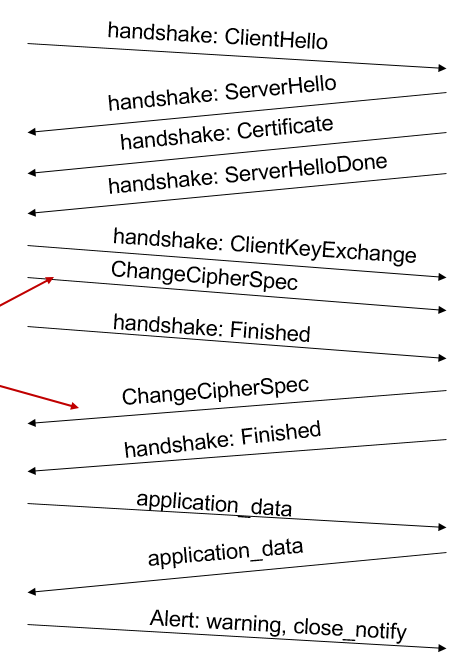 handshake: ClientHello
handshake: ServerHello
handshake: Certificate
handshake: ServerHelloDone
handshake: ClientKeyExchange
ChangeCipherSpec
handshake: Finished
ChangeCipherSpec
handshake: Finished
application_data
application_data
Alert: warning, close_notify